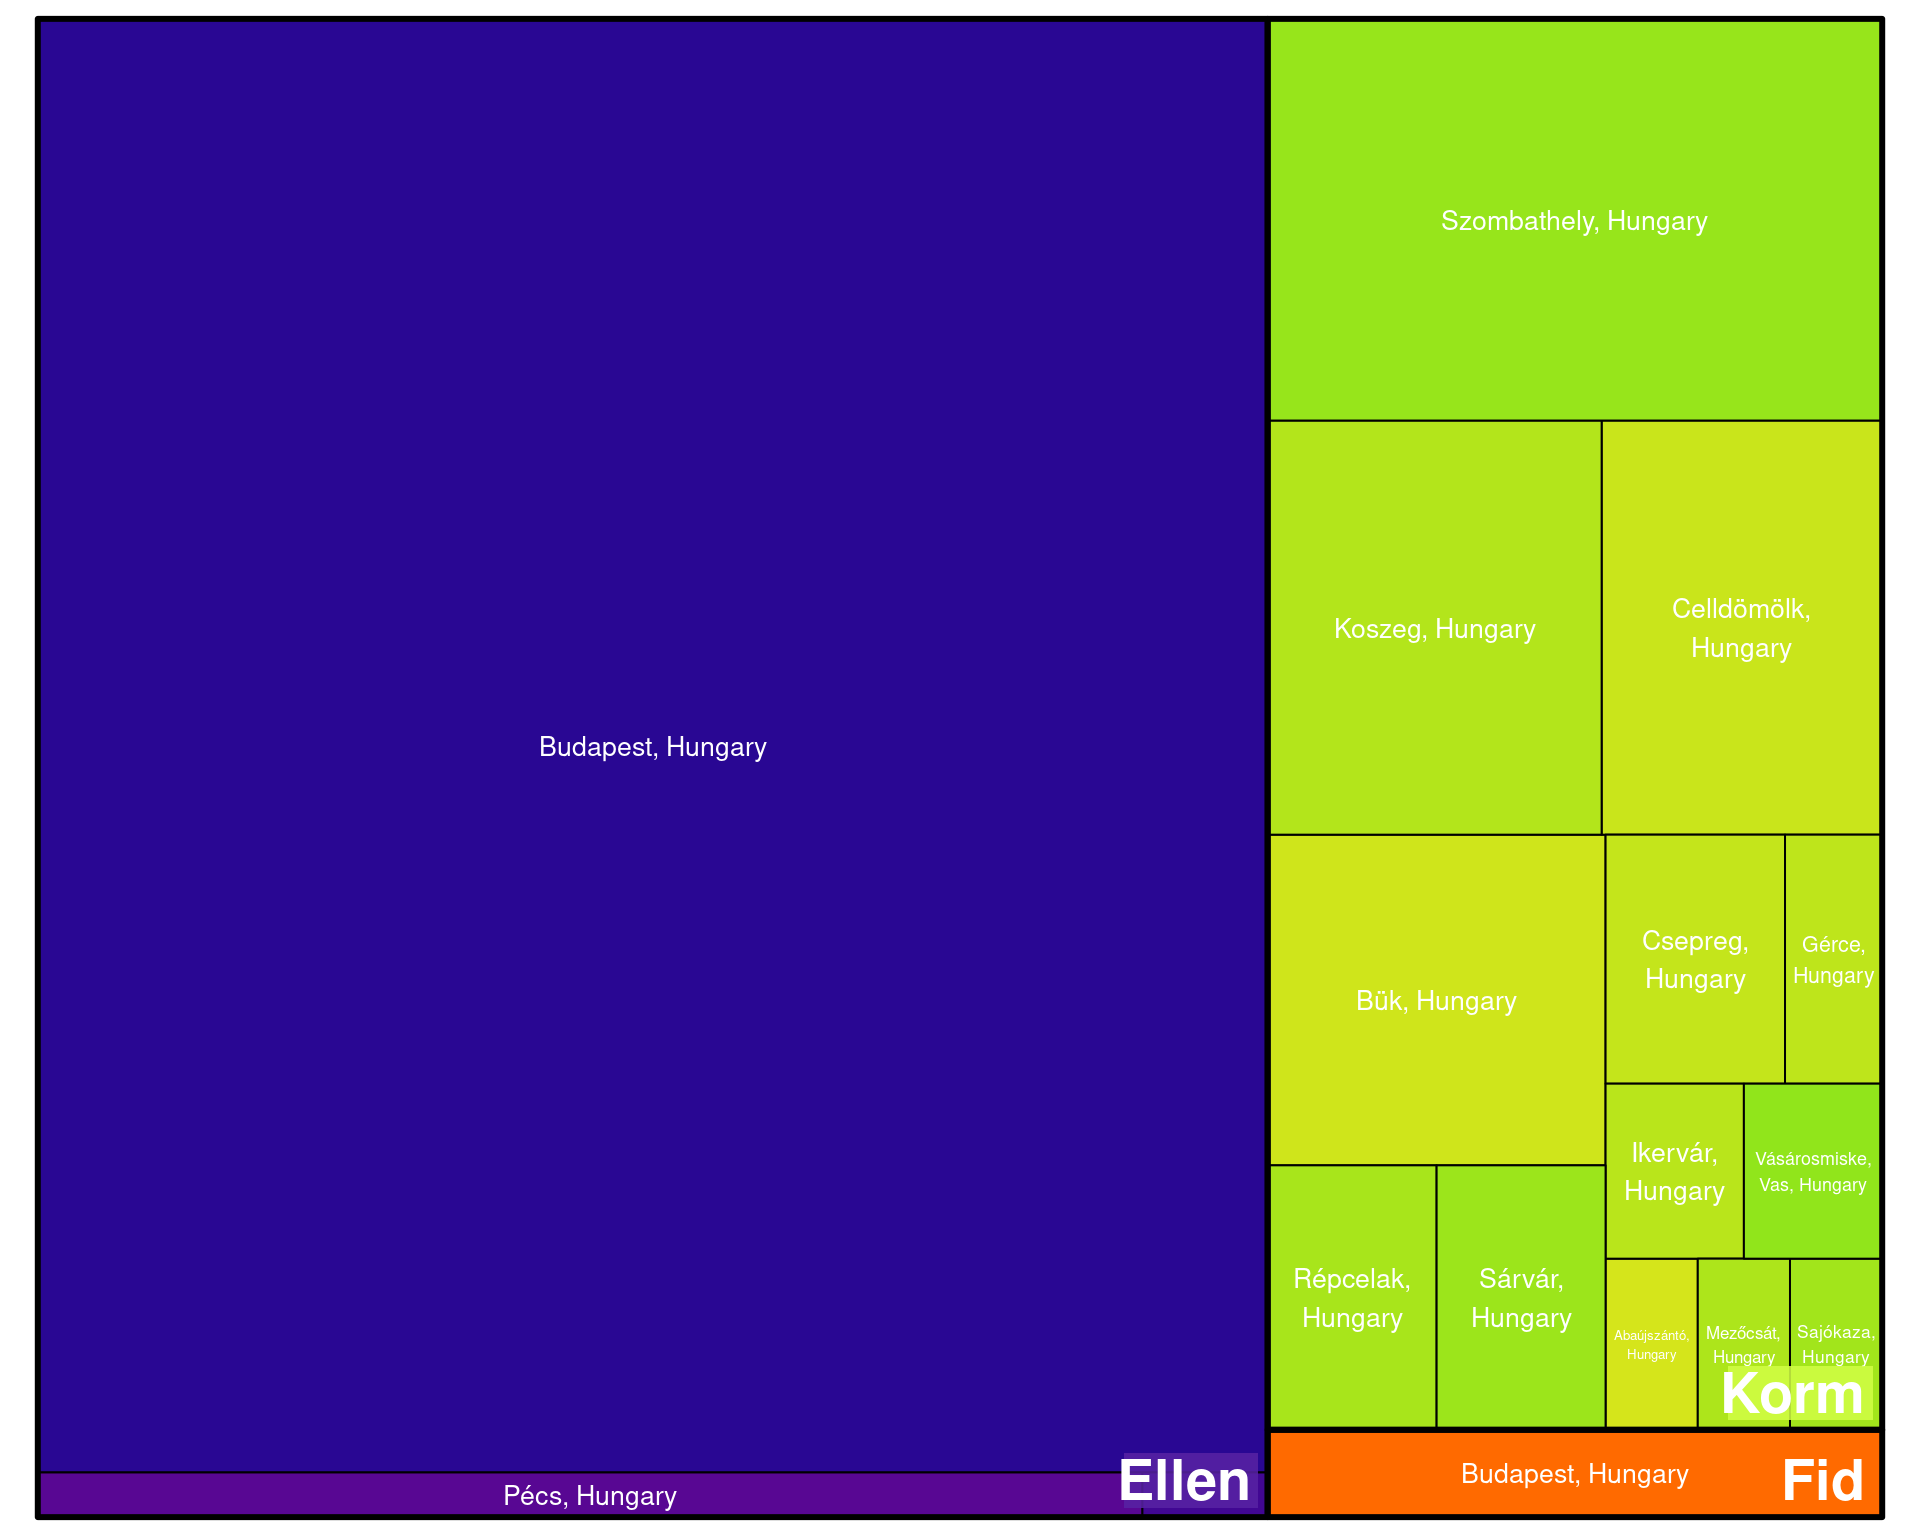 Budapest, Hungary
Pécs, Hungary
Ellen
Szombathely, Hungary
Koszeg, Hungary
Celldömölk,
Hungary
Bük, Hungary
Csepreg,
Hungary
Gérce,
Hungary
Ikervár,
Hungary
Vásárosmiske,
Vas, Hungary
Répcelak,
Hungary
Sárvár,
Hungary
Abaújszántó,
Hungary
Mezőcsát,
Hungary
Sajókaza,
Hungary
Korm
Budapest, Hungary
Fid